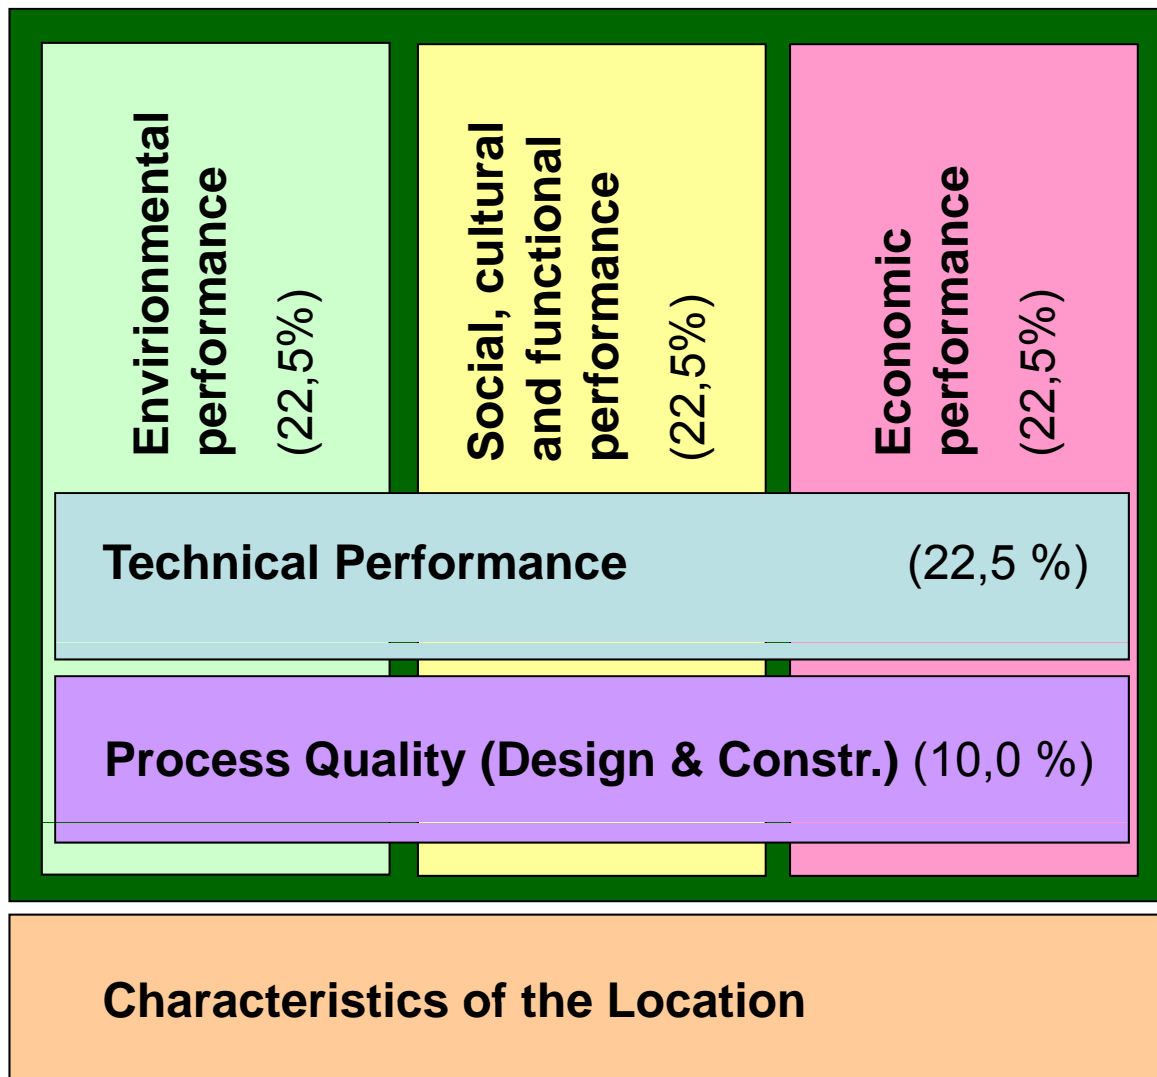 Envirionmental
performance
(22,5%)
Social, cultural
and functional
performance
(22,5%)
Economic
performance
(22,5%)
Technical Performance (22,5 %)
Process Quality (Design & Constr.) (10,0 %)
Characteristics of the Location